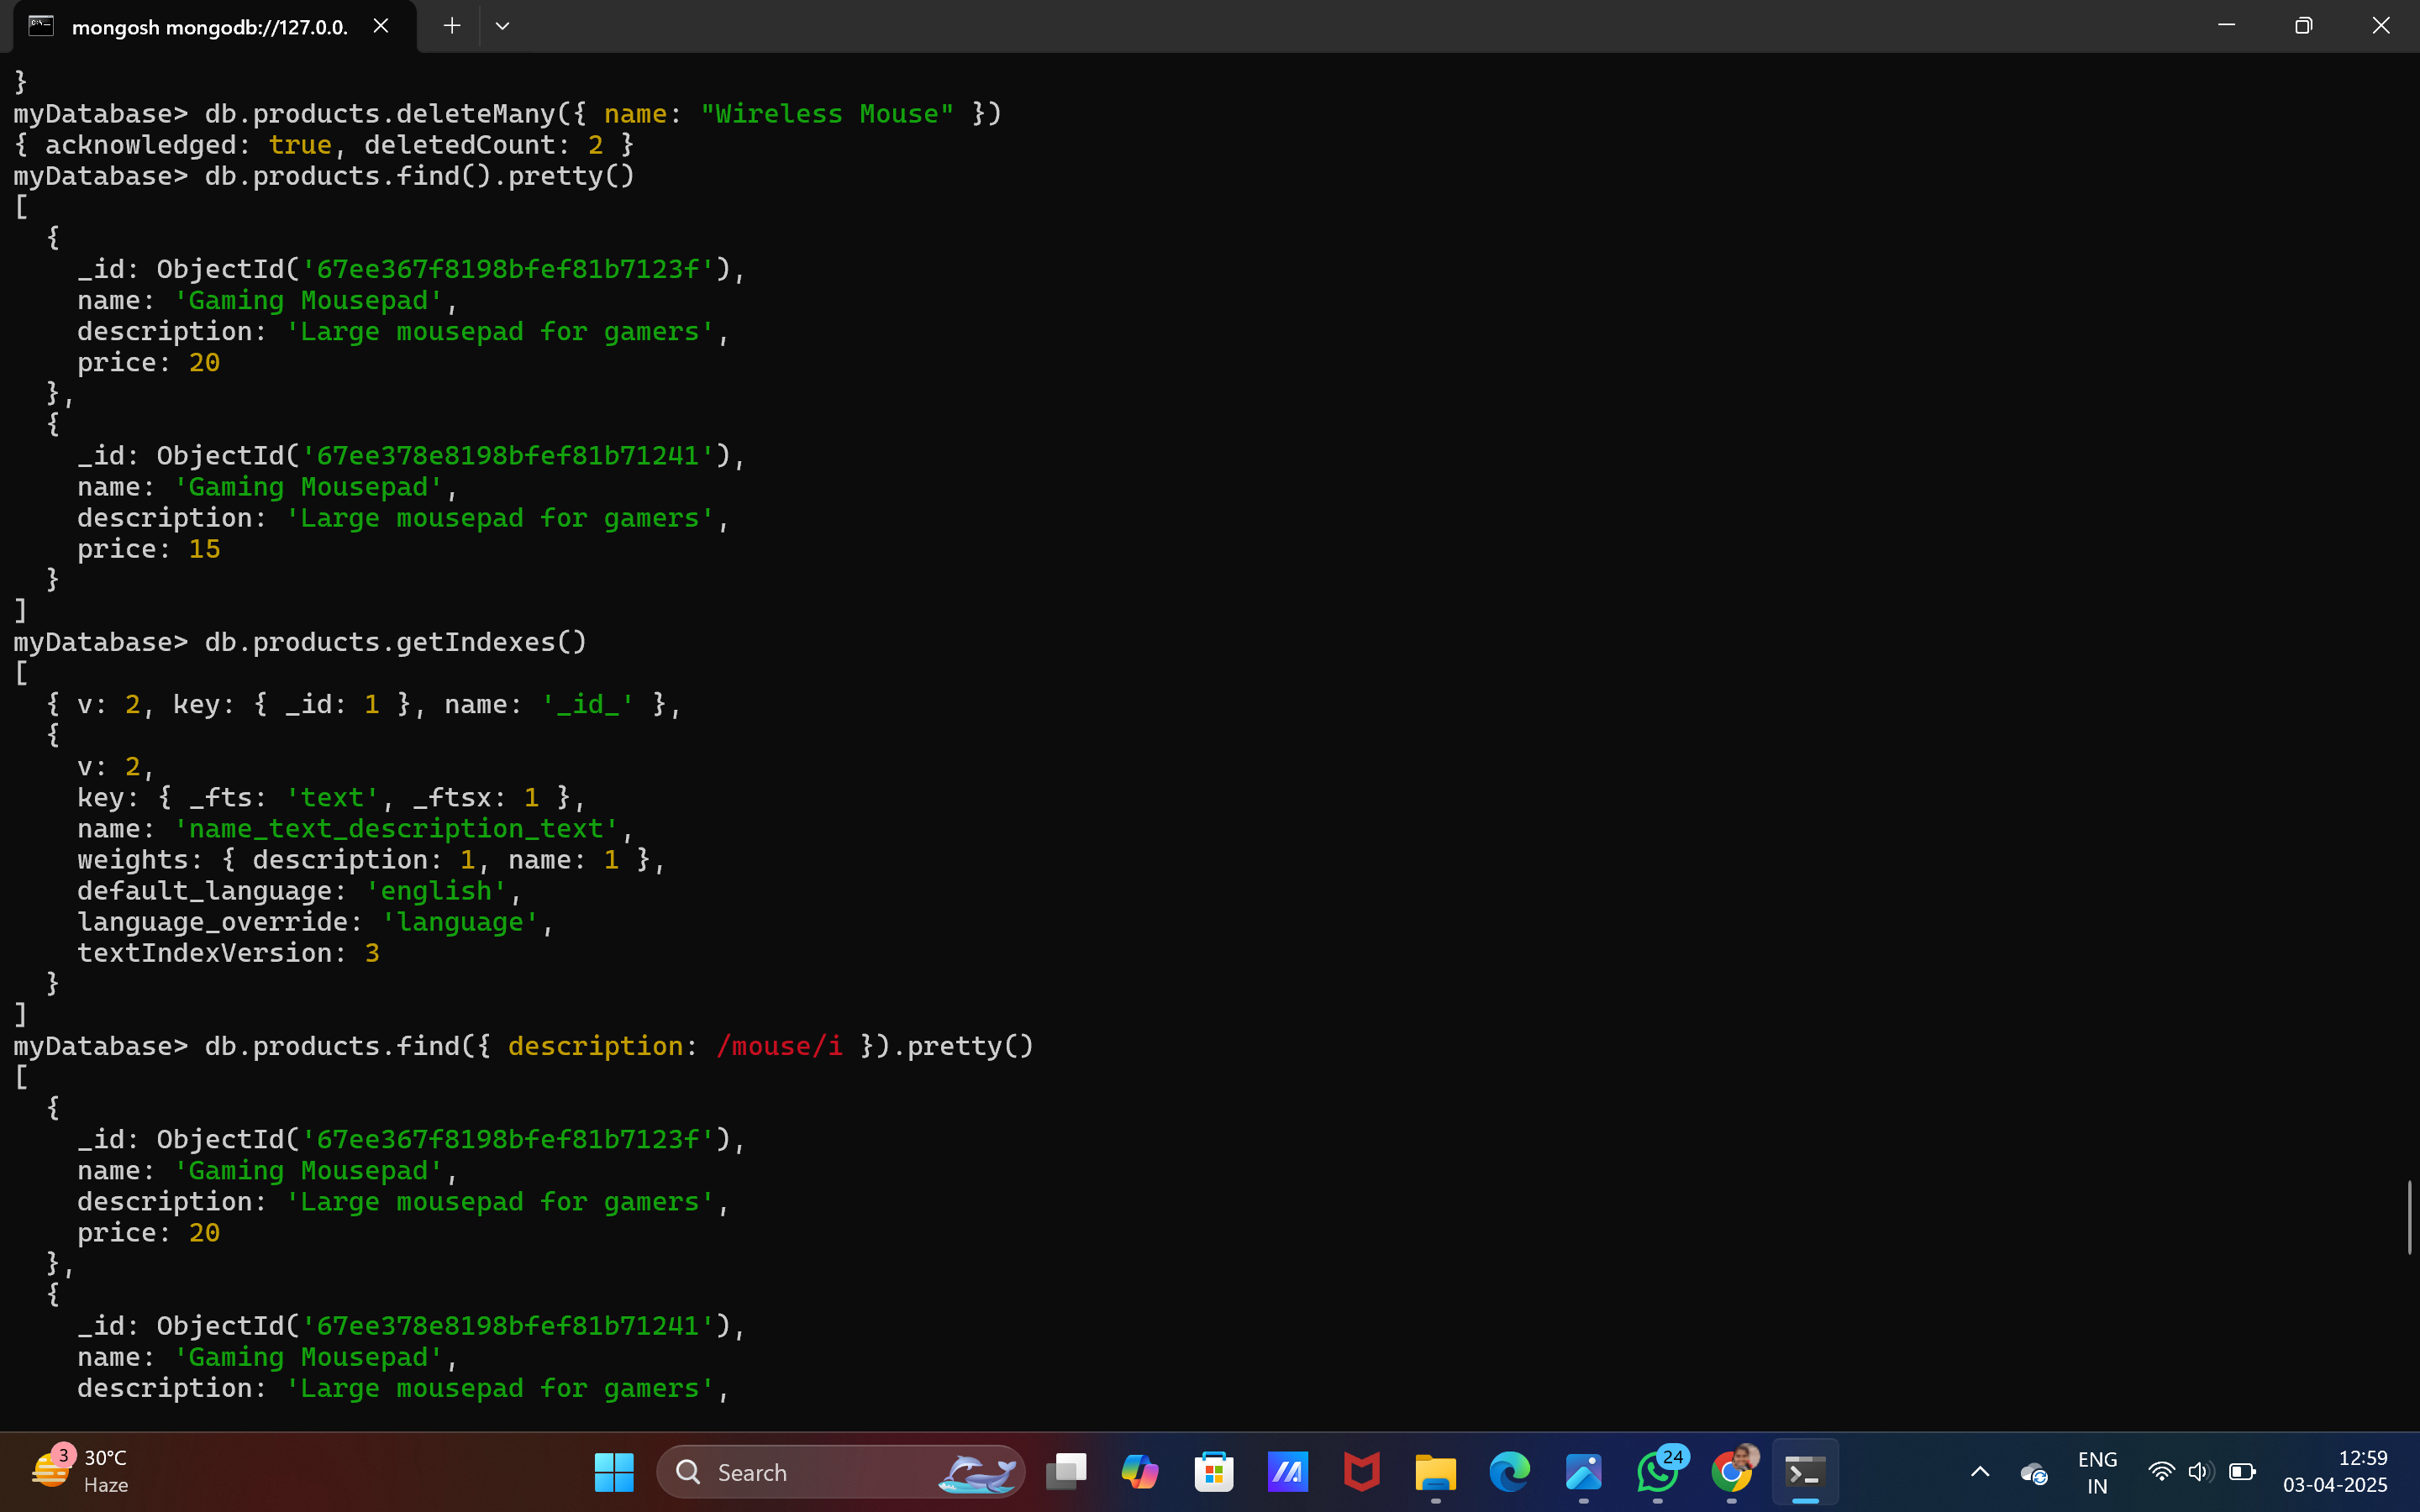 mongosh mongodb://127.0.0.
}
myDatabase> db.products.deleteMany({ name: "Wireless Mouse" })
{ acknowledged: true, deletedCount: 2 }
myDatabase> db.products.find().pretty()
[
  {
    _id: ObjectId('67ee367f8198bfef81b7123f'),
    name: 'Gaming Mousepad',
    description: 'Large mousepad for gamers',
    price: 20
  },
  {
    _id: ObjectId('67ee378e8198bfef81b71241'),
    name: 'Gaming Mousepad',
    description: 'Large mousepad for gamers',
    price: 15
  }
]
myDatabase> db.products.getIndexes()
[
  { v: 2, key: { _id: 1 }, name: '_id_' },
  {
    v: 2,
    key: { _fts: 'text', _ftsx: 1 },
    name: 'name_text_description_text',
    weights: { description: 1, name: 1 },
    default_language: 'english',
    language_override: 'language',
    textIndexVersion: 3
  }
]
myDatabase> db.products.find({ description: /mouse/i }).pretty()
[
  {
    _id: ObjectId('67ee367f8198bfef81b7123f'),
    name: 'Gaming Mousepad',
    description: 'Large mousepad for gamers',
    price: 20
  },
  {
    _id: ObjectId('67ee378e8198bfef81b71241'),
    name: 'Gaming Mousepad',
    description: 'Large mousepad for gamers',
3
30°C
Haze
Search
24
ENG
IN
12:59
03-04-2025